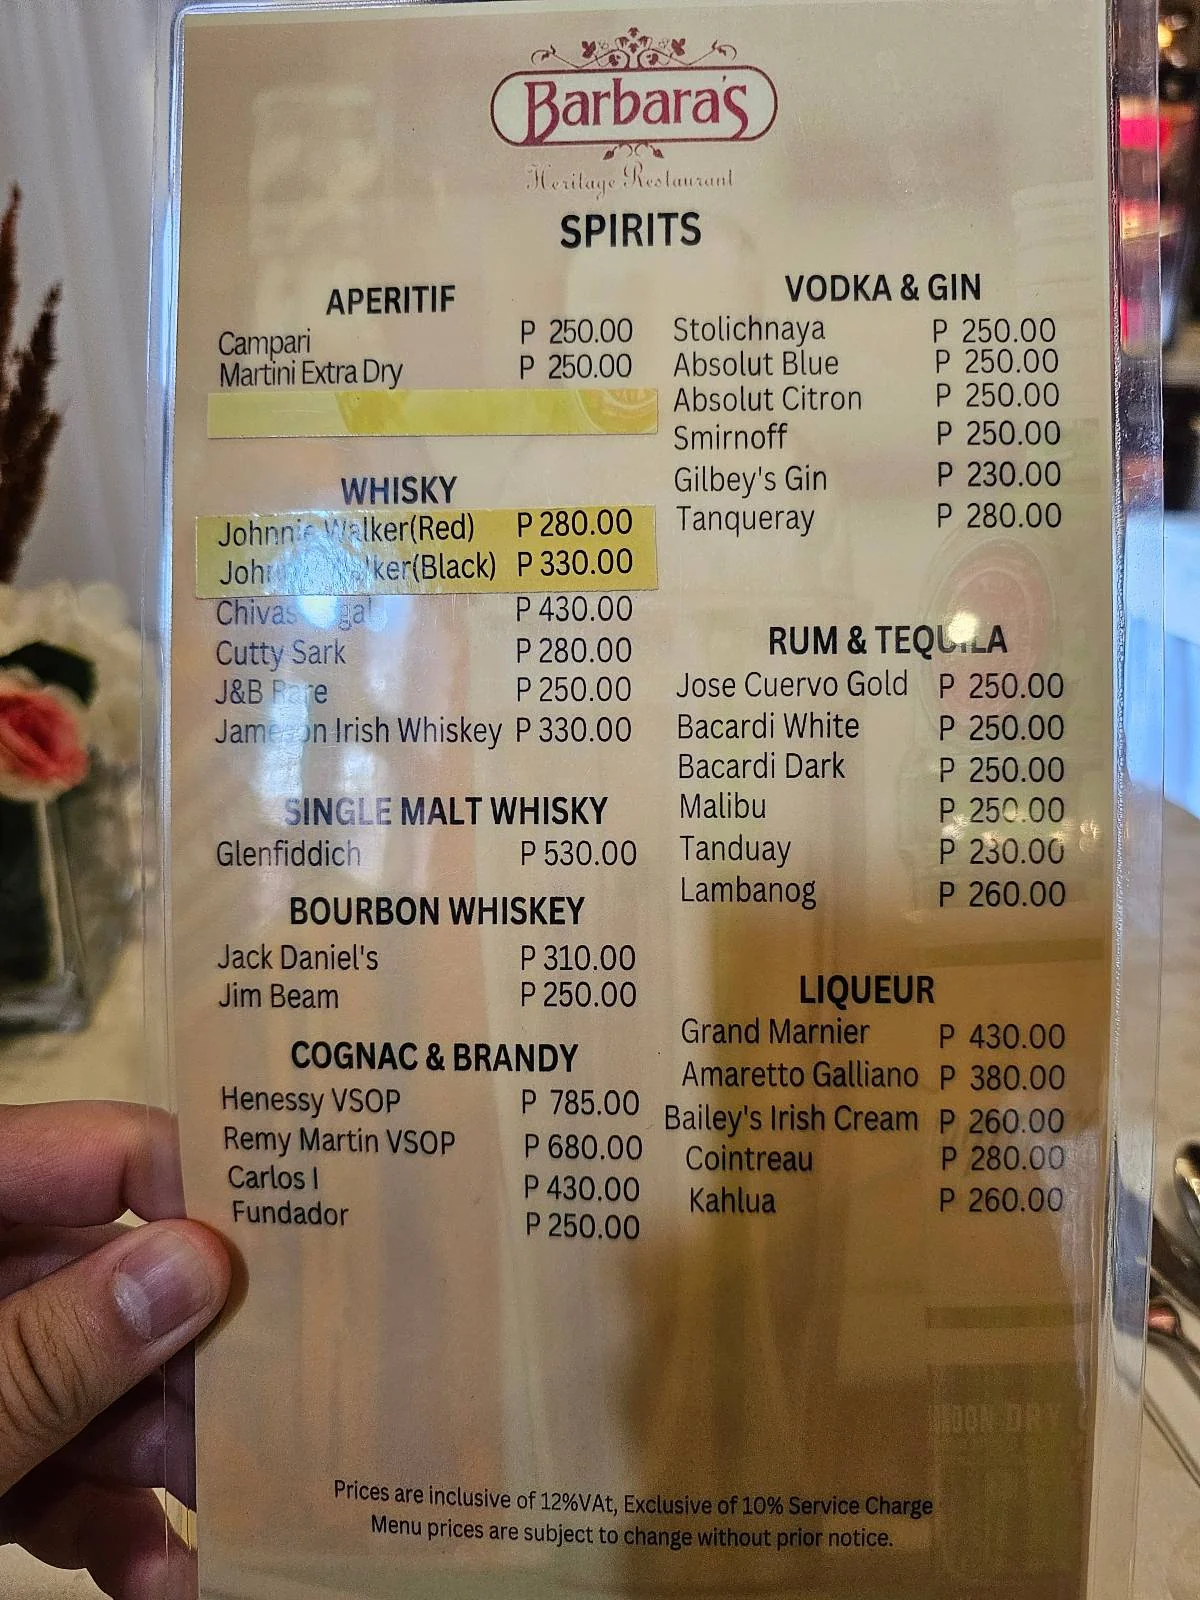 Barbara's
Heritage Restaurant
SPIRITS
APERITIF
Campari P 250.00
Martini Extra Dry P 250.00
WHISKY
Johnnie Walker(Red) P 280.00
Johnnie Walker(Black) P 330.00
Chivas Regal P 430.00
Cutty Sark P 280.00
J&B Rare P 250.00
Jameson Irish Whiskey P 330.00
SINGLE MALT WHISKY
Glenfiddich P 530.00
BOURBON WHISKEY
Jack Daniel's P 310.00
Jim Beam P 250.00
COGNAC & BRANDY
Henessy VSOP P 785.00
Remy Martin VSOP P 680.00
Carlos I P 430.00
Fundador P 250.00
VODKA & GIN
Stolichnaya P 250.00
Absolut Blue P 250.00
Absolut Citron P 250.00
Smirnoff P 250.00
Gilbey's Gin P 230.00
Tanqueray P 280.00
RUM & TEQUILA
Jose Cuervo Gold P 250.00
Bacardi White P 250.00
Bacardi Dark P 250.00
Malibu P 250.00
Tanduay P 230.00
Lambanog P 260.00
LIQUEUR
Grand Marnier P 430.00
Amaretto Galliano P 380.00
Bailey's Irish Cream P 260.00
Cointreau P 280.00
Kahlua P 260.00
Prices are inclusive of 12%VAt, Exclusive of 10% Service Charge
Menu prices are subject to change without prior notice.